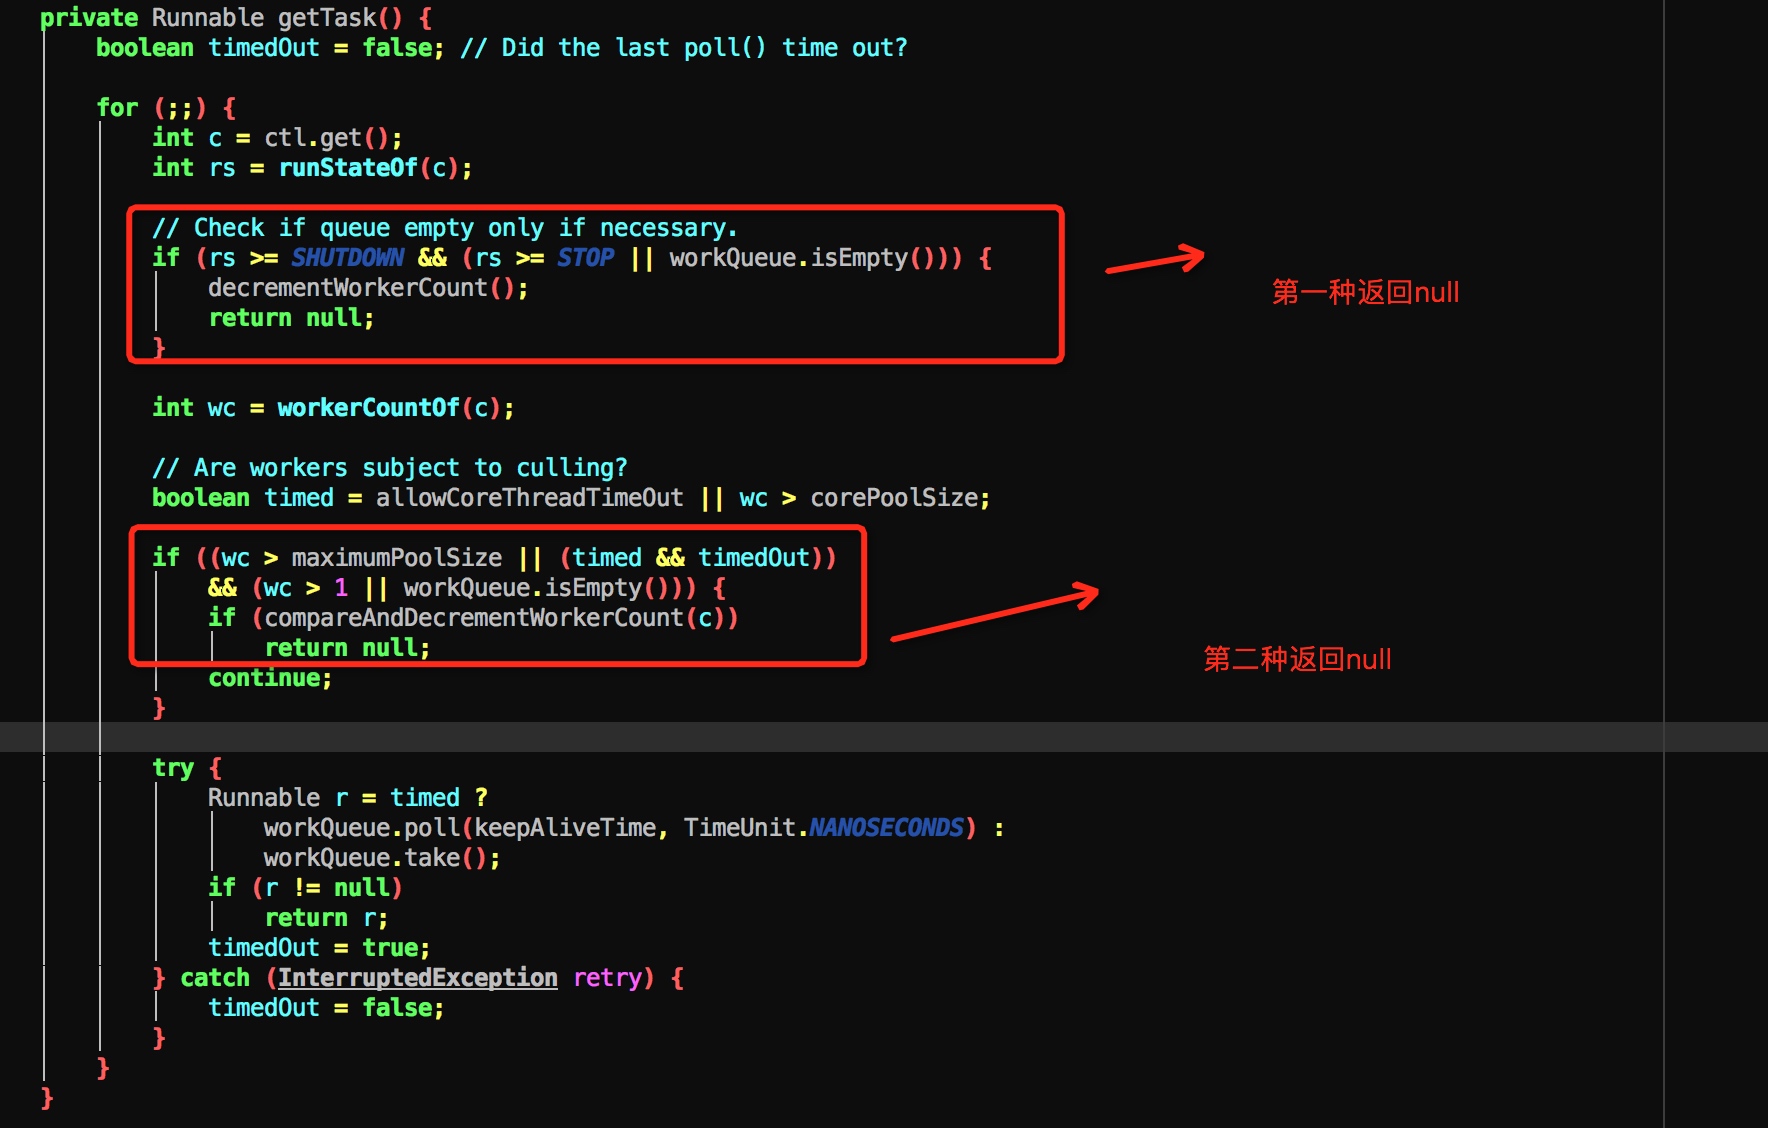 private Runnable getTask() {
    boolean timedOut = false; // Did the last poll() time out?
    for (;;) {
        int c = ctl.get();
        int rs = runStateOf(c);
        // Check if queue empty only if necessary.
        if (rs >= SHUTDOWN && (rs >= STOP || workQueue.isEmpty())) {
            decrementWorkerCount();
            return null;
        }
第一种返回null
        int wc = workerCountOf(c);
        // Are workers subject to culling?
        boolean timed = allowCoreThreadTimeOut || wc > corePoolSize;
        if ((wc > maximumPoolSize || (timed && timedOut))
            && (wc > 1 || workQueue.isEmpty())) {
            if (compareAndDecrementWorkerCount(c))
                return null;
第二种返回null
            continue;
        }
        try {
            Runnable r = timed ?
                workQueue.poll(keepAliveTime, TimeUnit.NANOSECONDS) :
                workQueue.take();
            if (r != null)
                return r;
            timedOut = true;
        } catch (InterruptedException retry) {
            timedOut = false;
        }
    }
}